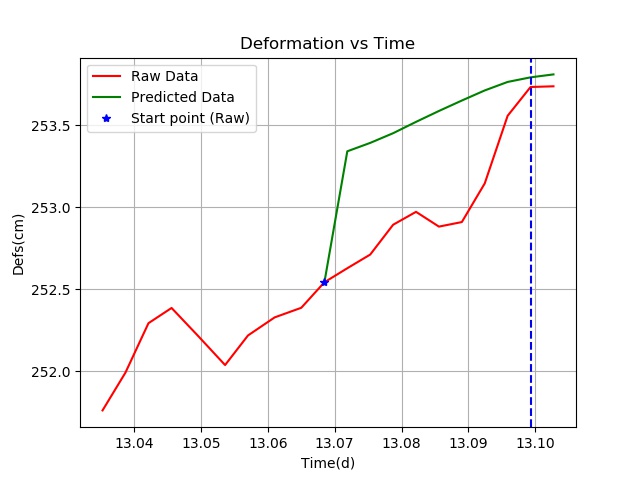 Deformation vs Time
Raw Data
Predicted Data
Start point (Raw)
253.5
253.0
252.5
252.0
Defs(cm)
13.04 13.05 13.06 13.07 13.08 13.09 13.10
Time(d)